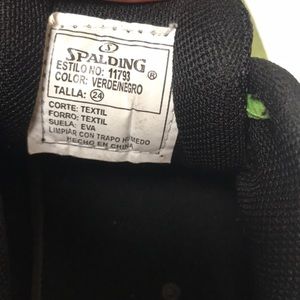 S
SPALDING®
ESTILO NO: 11793
COLOR: VERDE/NEGRO
TALLA: 24
CORTE: TEXTIL
FORRO: TEXTIL
SUELA: EVA
LIMPIAR CON TRAPO HUMEDO
HECHO EN CHINA